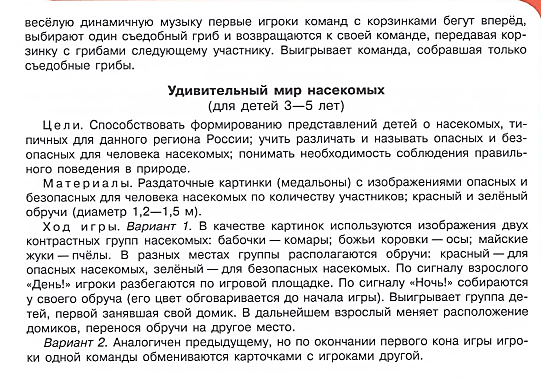 весёлую динамичную музыку первые игроки команд с корзинками бегут вперёд,
выбирают один съедобный гриб и возвращаются к своей команде, передавая кор-
зинку с грибами следующему участнику. Выигрывает команда, собравшая только
съедобные грибы.
Удивительный мир насекомых
(для детей 3—5 лет)
Цели. Способствовать формированию представлений детей о насекомых, ти-
пичных для данного региона России; учить различать и называть опасных и без-
опасных для человека насекомых; понимать необходимость соблюдения правиль-
ного поведения в природе.
Материалы. Раздаточные картинки (медальоны) с изображениями опасных и
безопасных для человека насекомых по количеству участников; красный и зелёный
обручи (диаметр 1,2—1,5 м).
Ход игры. Вариант 1. В качестве картинок используются изображения двух
контрастных групп насекомых: бабочки — комары; божьи коровки — осы; майские
жуки — пчёлы. В разных местах группы располагаются обручи: красный — для
опасных насекомых, зелёный — для безопасных насекомых. По сигналу взрослого
«День!» игроки разбегаются по игровой площадке. По сигналу «Ночь!» собираются
у своего обруча (его цвет обговаривается до начала игры). Выигрывает группа де-
тей, первой занявшая свой домик. В дальнейшем взрослый меняет расположение
домиков, перенося обручи на другое место.
Вариант 2. Аналогичен предыдущему, но по окончании первого кона игры игро-
ки одной команды обмениваются карточками с игроками другой.